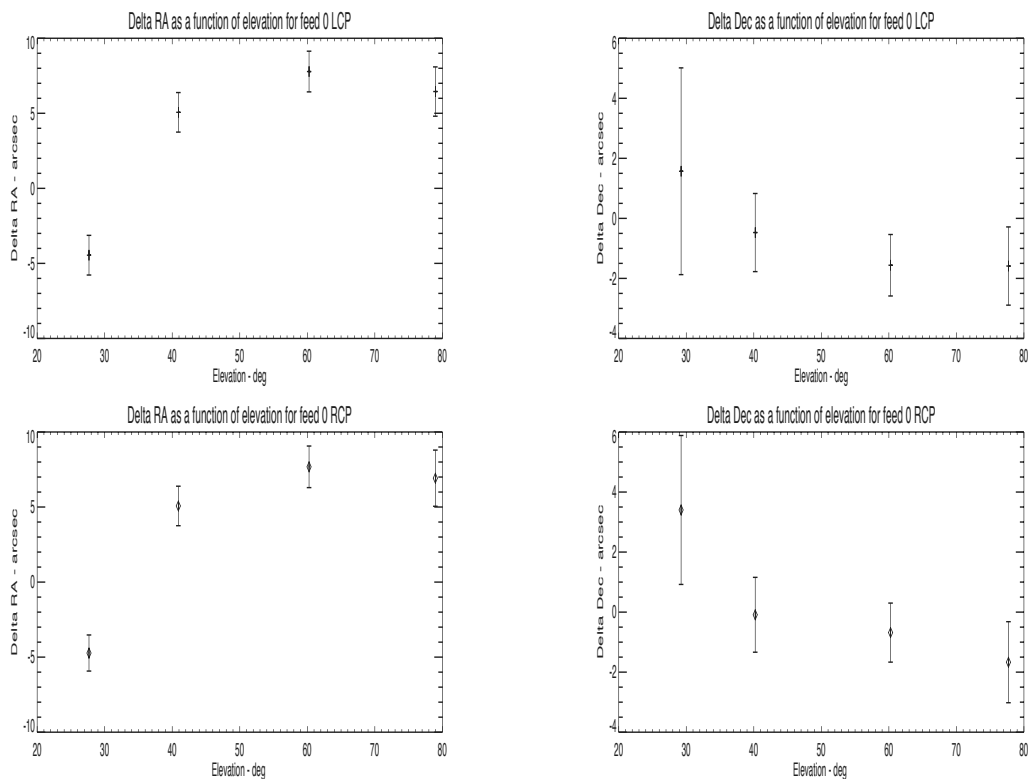 Delta RA as a function of elevation for feed 0 LCP
10
5
0
-5
-10
Delta RA - arcsec
20 30 40 50 60 70 80
Elevation - deg
Delta Dec as a function of elevation for feed 0 LCP
6
4
2
0
-2
-4
Delta Dec - arcsec
20 30 40 50 60 70 80
Elevation - deg
Delta RA as a function of elevation for feed 0 RCP
10
5
0
-5
-10
Delta RA - arcsec
20 30 40 50 60 70 80
Elevation - deg
Delta Dec as a function of elevation for feed 0 RCP
6
4
2
0
-2
-4
Delta Dec - arcsec
20 30 40 50 60 70 80
Elevation - deg